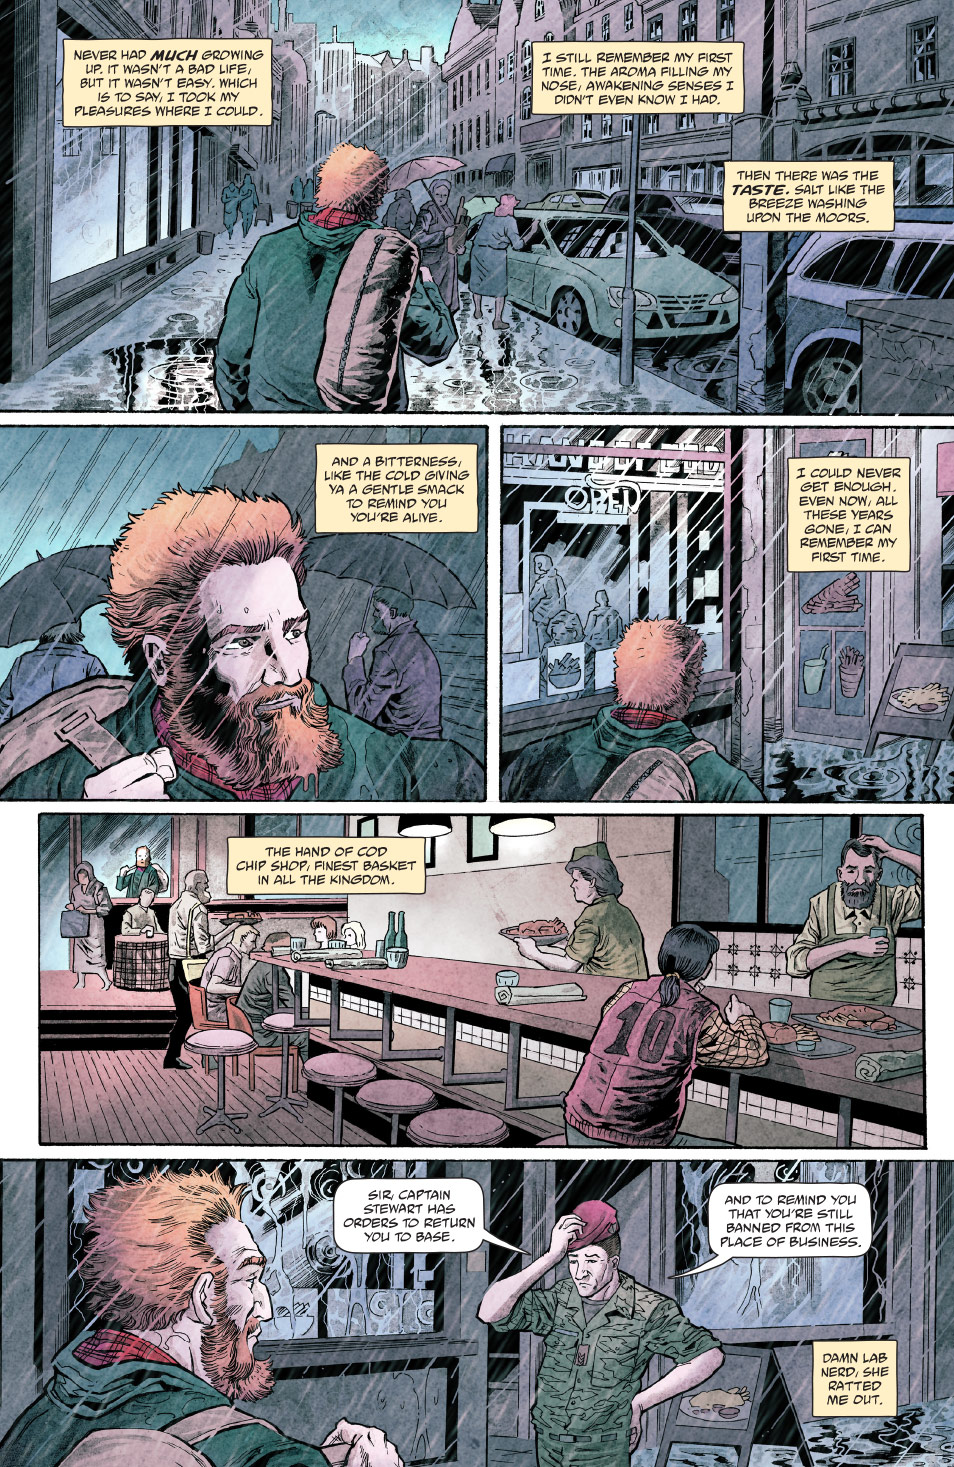 NEVER HAD MUCH GROWING
UP. IT WASN'T A BAD LIFE,
BUT IT WASN'T EASY. WHICH
IS TO SAY, I TOOK MY
PLEASURES WHERE I COULD.
I STILL REMEMBER MY FIRST
TIME. THE AROMA FILLING MY
NOSE, AWAKENING SENSES I
DIDN'T EVEN KNOW I HAD.
THEN THERE WAS THE
TASTE. SALT LIKE THE
BREEZE WASHING
UPON THE MOORS.
AND A BITTERNESS,
LIKE THE COLD GIVING
YA A GENTLE SMACK
TO REMIND YOU
YOU'RE ALIVE.
OPEN
I COULD NEVER
GET ENOUGH.
EVEN NOW, ALL
THESE YEARS
GONE, I CAN
REMEMBER MY
FIRST TIME.
THE HAND OF COD
CHIP SHOP, FINEST BASKET
IN ALL THE KINGDOM.
10
SIR, CAPTAIN
STEWART HAS
ORDERS TO RETURN
YOU TO BASE.
AND TO REMIND YOU
THAT YOU'RE STILL
BANNED FROM THIS
PLACE OF BUSINESS.
DAMN LAB
NERD, SHE
RATTED
ME OUT.